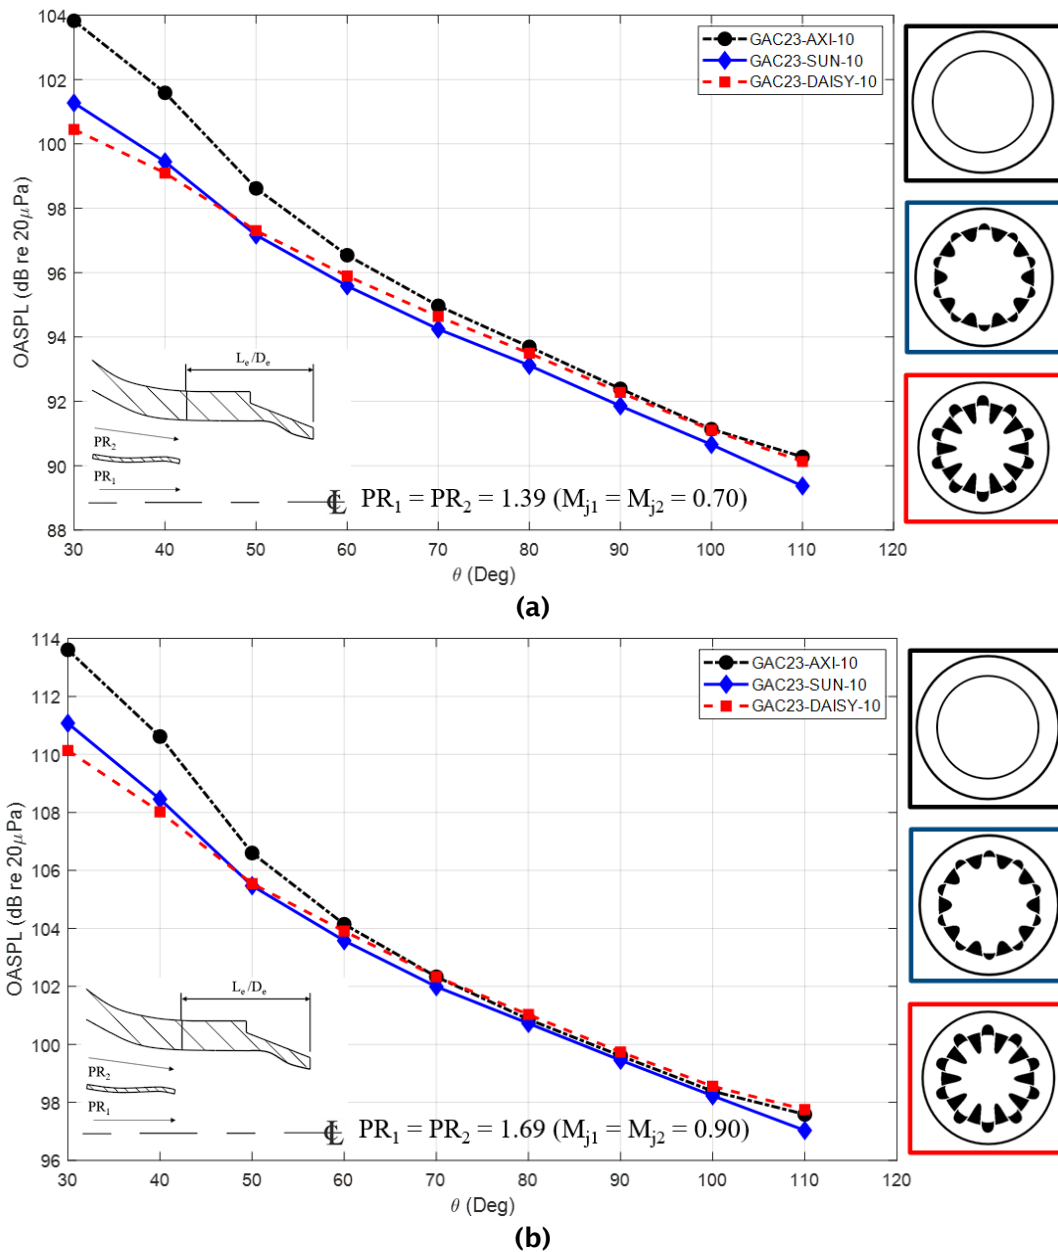 104
102
100
98
96
94
92
90
88
OASPL (dB re 20μPa)
GAC23-AXI-10
GAC23-SUN-10
GAC23-DAISY-10
Le/De
PR2
PR1
℄ PR1 = PR2 = 1.39 (Mj1 = Mj2 = 0.70)
30 40 50 60 70 80 90 100 110 120
θ (Deg)
(a)
114
112
110
108
106
104
102
100
98
96
OASPL (dB re 20μPa)
GAC23-AXI-10
GAC23-SUN-10
GAC23-DAISY-10
Le/De
PR2
PR1
℄ PR1 = PR2 = 1.69 (Mj1 = Mj2 = 0.90)
30 40 50 60 70 80 90 100 110 120
θ (Deg)
(b)